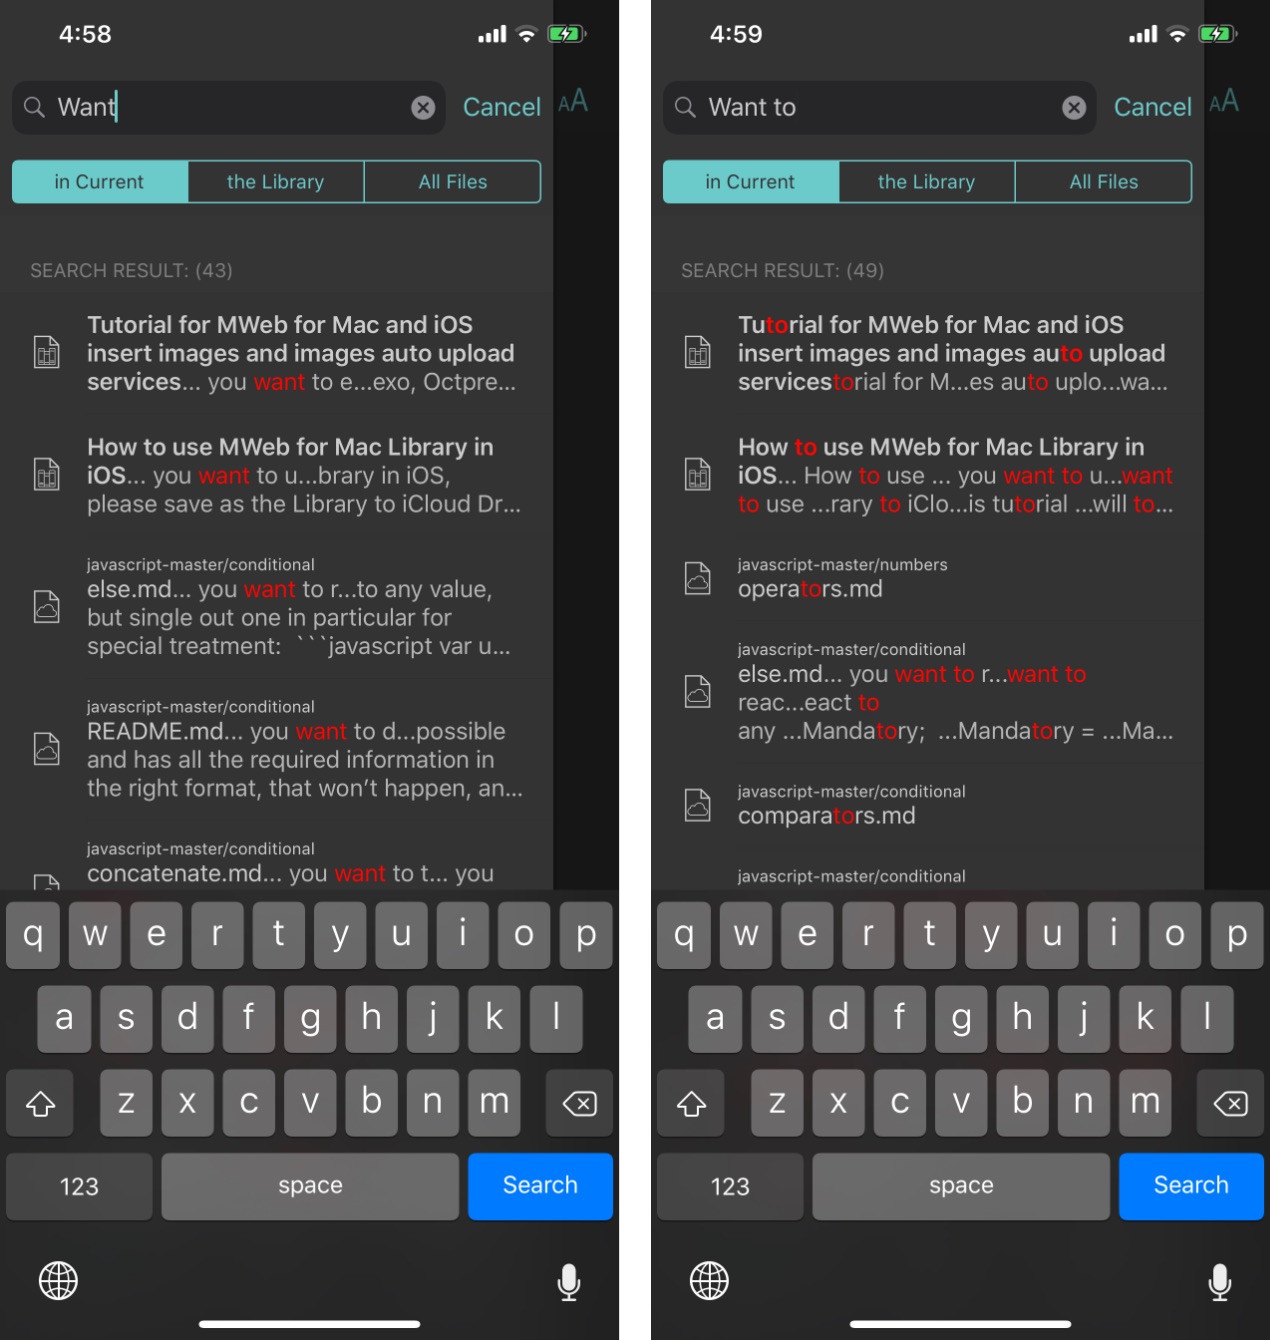 4:58
Want
Cancel
AA
in Current
the Library
All Files
SEARCH RESULT: (43)
Tutorial for MWeb for Mac and iOS
insert images and images auto upload
services... you want to e...exo, Octpre...
How to use MWeb for Mac Library in
iOS... you want to u...brary in iOS,
please save as the Library to iCloud Dr...
javascript-master/conditional
else.md... you want to r...to any value,
but single out one in particular for
special treatment: ```javascript var u...
javascript-master/conditional
README.md... you want to d...possible
and has all the required information in
the right format, that won’t happen, an...
javascript-master/conditional
concatenate.md... you want to t... you
q w e r t y u i o p
a s d f g h j k l
z x c v b n m
123 space Search
4:59
Want to
Cancel
AA
in Current
the Library
All Files
SEARCH RESULT: (49)
Tutorial for MWeb for Mac and iOS
insert images and images auto upload
servicestorial for M...es auto uplo...wa...
How to use MWeb for Mac Library in
iOS... How to use ... you want to u...want
to use ...rary to iClo...is tutorial ...will to...
javascript-master/numbers
operators.md
javascript-master/conditional
else.md... you want to r...want to
reac...eact to
any ...Mandatory; ...Mandatory = ...Ma...
javascript-master/conditional
comparators.md
javascript-master/conditional
q w e r t y u i o p
a s d f g h j k l
z x c v b n m
123 space Search